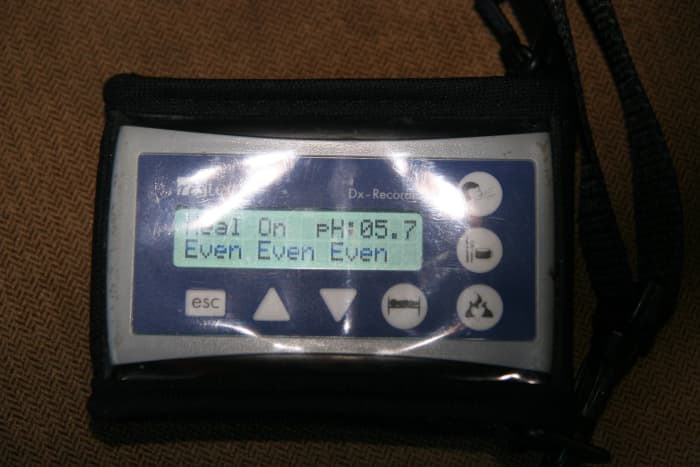 Dx-Recorder
Meal On pH:05.7
Even Even Even
esc